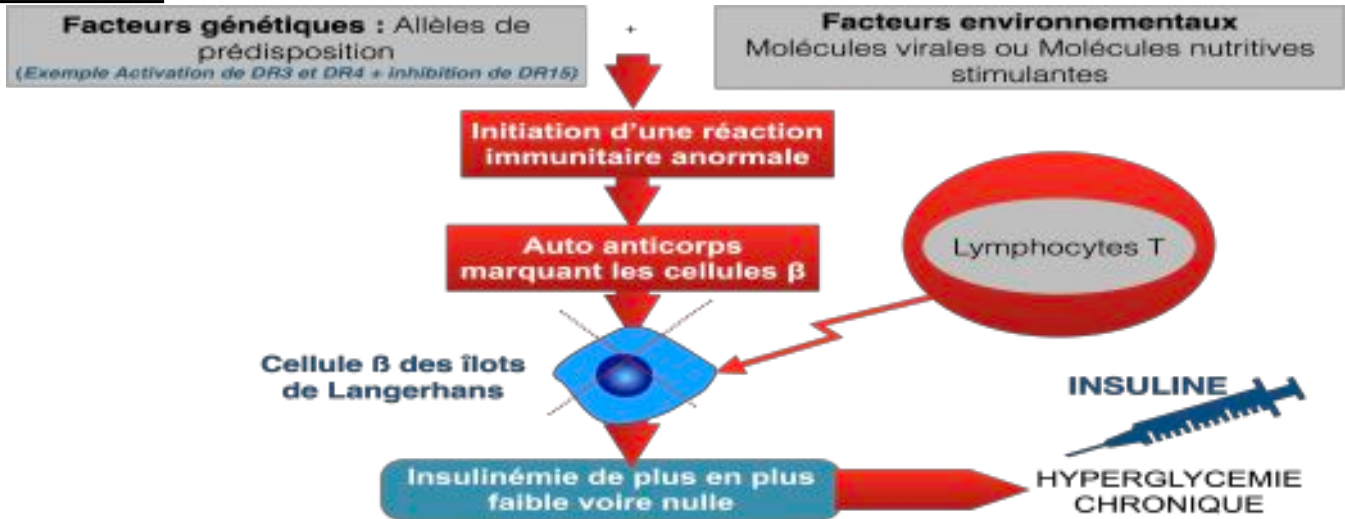 Facteurs génétiques : Allèles de
prédisposition
(Exemple Activation de DR3 et DR4 + inhibition de DR15)
+
Facteurs environnementaux
Molécules virales ou Molécules nutritives
stimulantes
Initiation d'une réaction
immunitaire anormale
Auto anticorps
marquant les cellules β
Lymphocytes T
Cellule ß des îlots
de Langerhans
INSULINE
Insulinémie de plus en plus
faible voire nulle
HYPERGLYCEMIE
CHRONIQUE